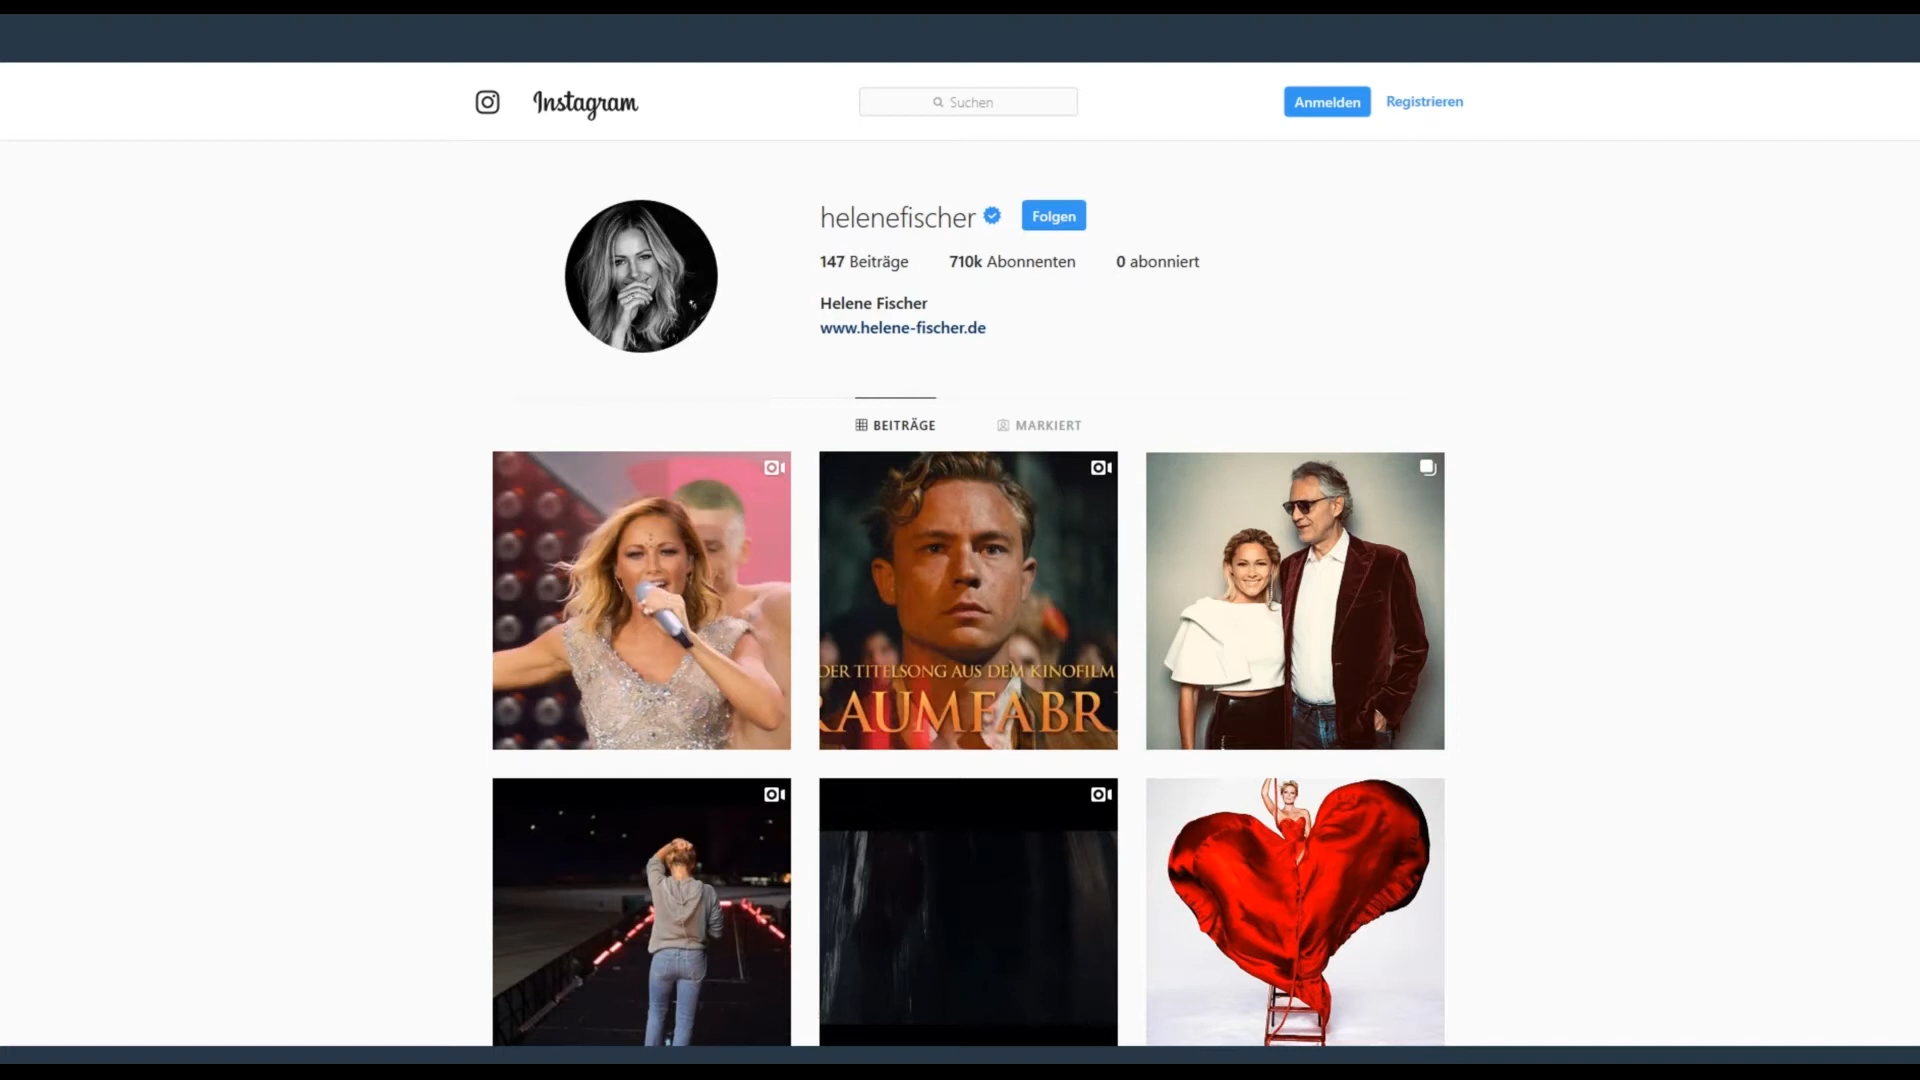 Instagram
Suchen
Anmelden
Registrieren
helenefischer
Folgen
147 Beiträge
710k Abonnenten
0 abonniert
Helene Fischer
www.helene-fischer.de
BEITRÄGE
MARKIERT
DER TITELSONG AUS DEM KINOFILM
RAUMFABR